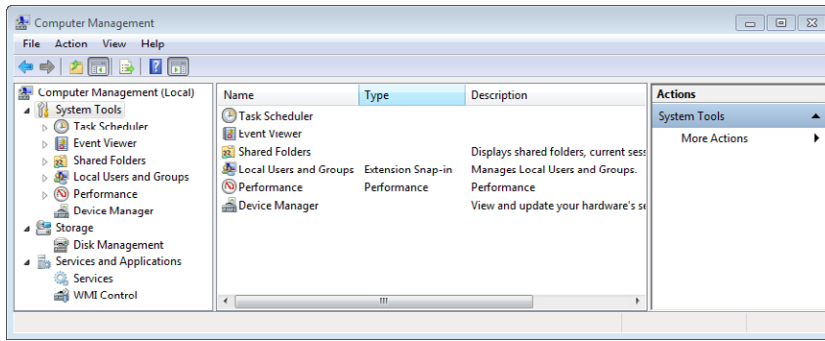 Computer Management
File Action View Help
Computer Management (Local)
System Tools
Task Scheduler
Event Viewer
Shared Folders
Local Users and Groups
Performance
Device Manager
Storage
Disk Management
Services and Applications
Services
WMI Control
Name Type Description
Task Scheduler
Event Viewer
Shared Folders Displays shared folders, current sess
Local Users and Groups Extension Snap-in Manages Local Users and Groups.
Performance Performance Performance
Device Manager View and update your hardware's se
Actions
System Tools
More Actions